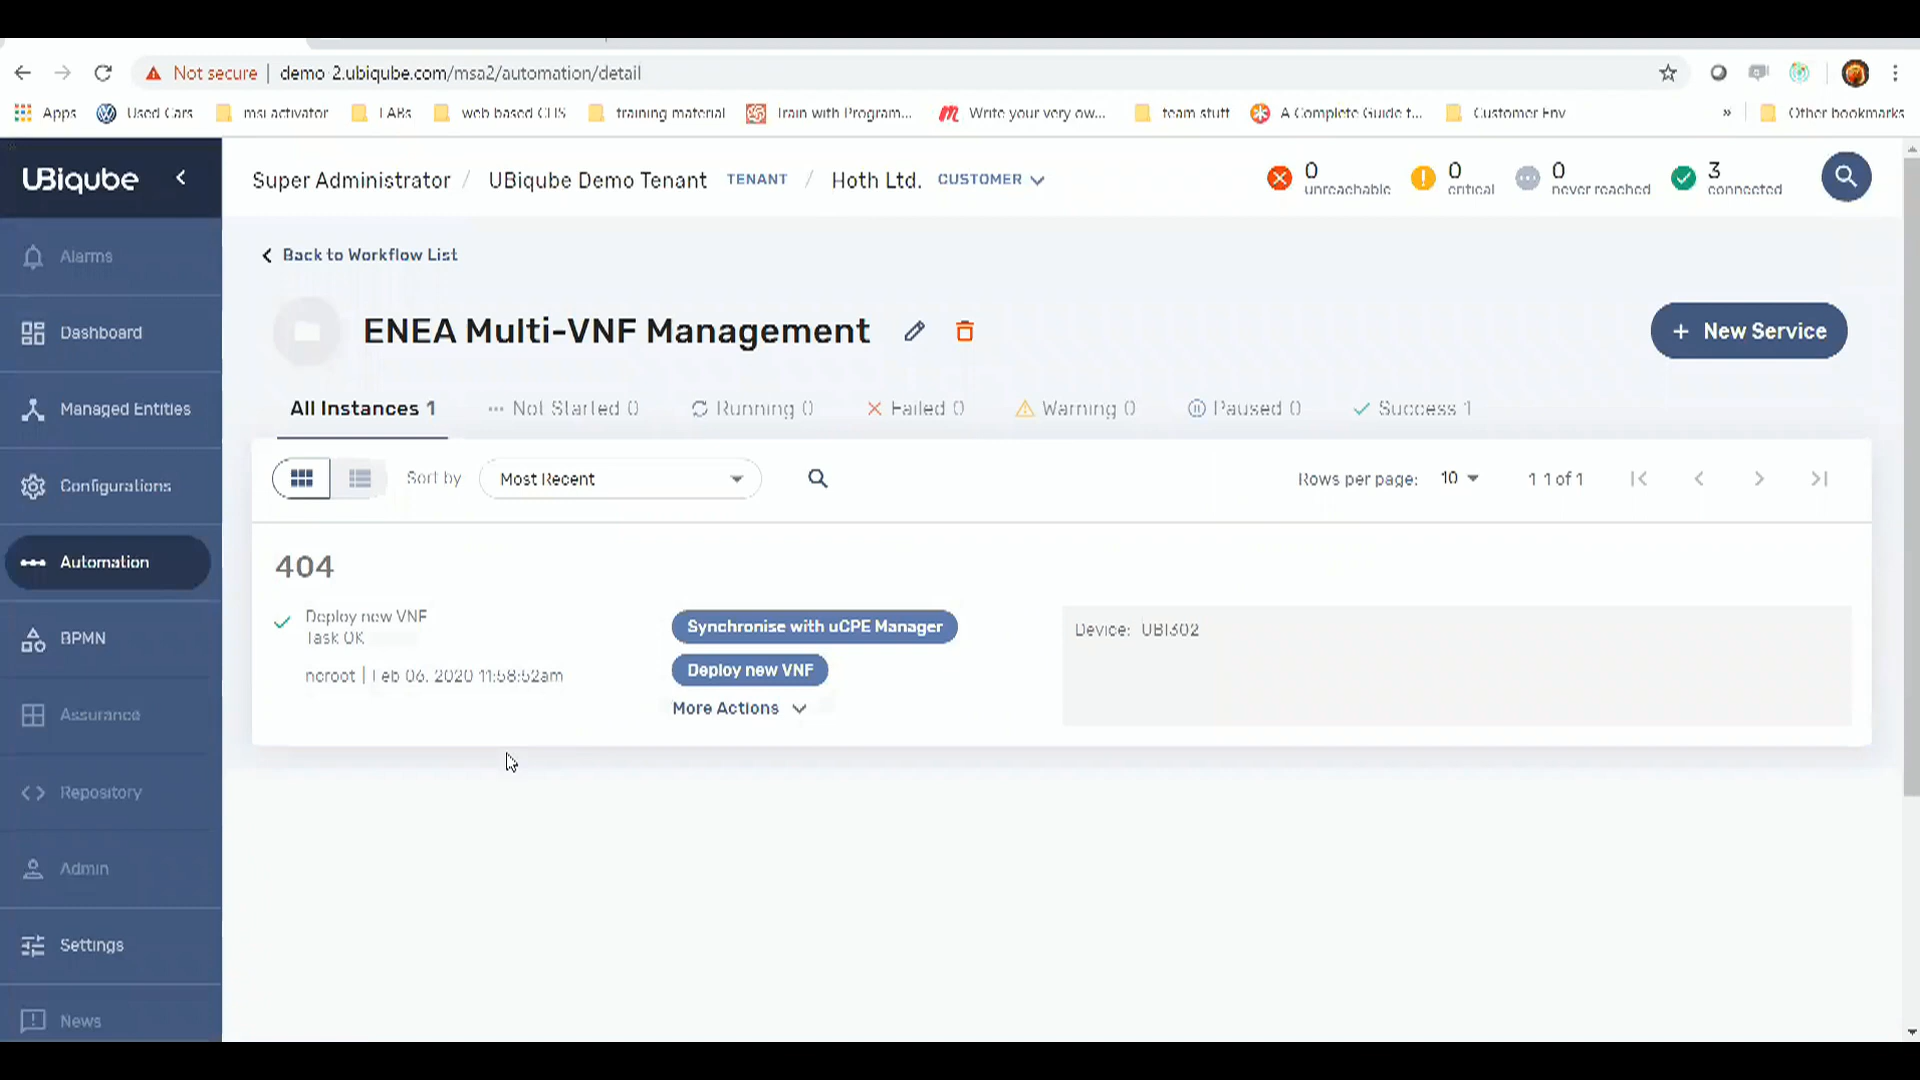 Not secure | demo-2.ubiqube.com/msa2/automation/detail
Apps Used Cars msi activator LABs web based CLIS training material Train with Program... Write your very ow... team stuff A Complete Guide t... Customer Env » Other bookmarks
UBiqube
Super Administrator / UBiqube Demo Tenant TENANT / Hoth Ltd. CUSTOMER
0 unreachable
0 critical
0 never reached
3 connected
Alarms
Dashboard
Managed Entities
Configurations
Automation
BPMN
Assurance
Repository
Admin
Settings
News
Back to Workflow List
ENEA Multi-VNF Management
+ New Service
All Instances 1 Not Started 0 Running 0 Failed 0 Warning 0 Paused 0 Success 1
Sort by Most Recent
Rows per page: 10 1 1 of 1
404
Deploy new VNF
Task OK
ncroot | Feb 06, 2020 11:58:52am
Synchronise with uCPE Manager
Deploy new VNF
More Actions
Device: UBI302